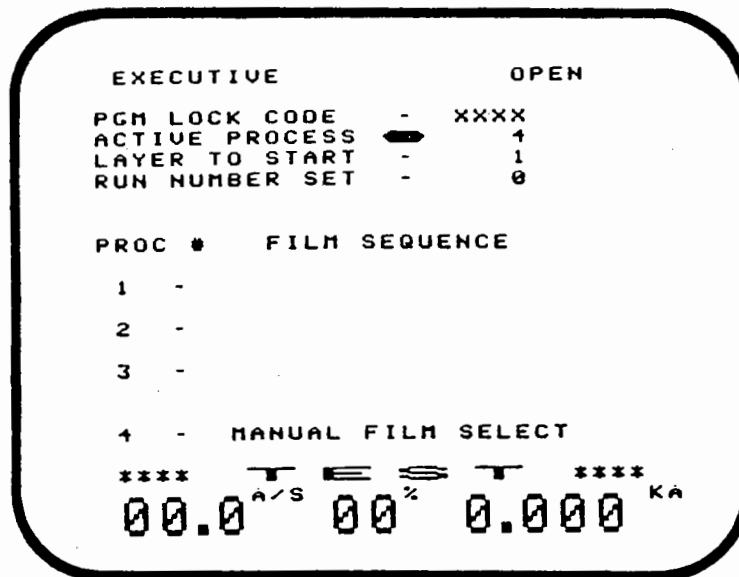 EXECUTIVE OPEN
PGM LOCK CODE - XXXX
ACTIVE PROCESS 4
LAYER TO START - 1
RUN NUMBER SET - 0
PROC # FILM SEQUENCE
1 -
2 -
3 -
4 - MANUAL FILM SELECT
**** TEST ****
00.0 A/S 00 % 0.000 KA